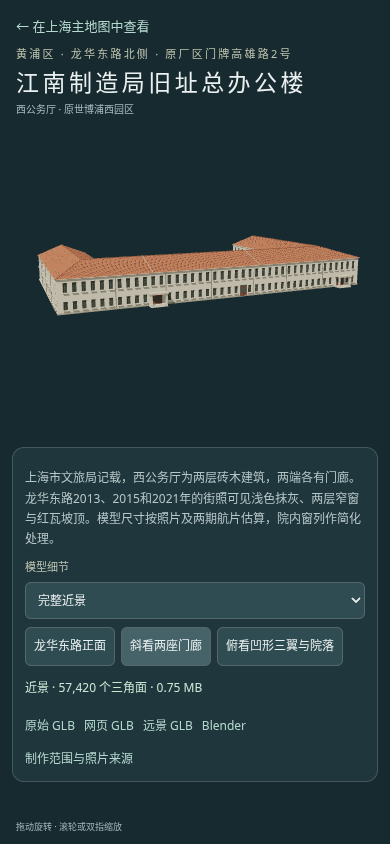 ← 在上海主地图中查看
黄浦区 · 龙华东路北侧 · 原厂区门牌高雄路2号
江南制造局旧址总办公楼
西公务厅 · 原世博浦西园区
上海市文旅局记载，西公务厅为两层砖木建筑，两端各有门廊。
龙华东路2013、2015和2021年的街照可见浅色抹灰、两层窄窗
与红瓦坡顶。模型尺寸按照片及两期航片估算，院内窗列作简化
处理。
模型细节
完整近景
龙华东路正面 斜看两座门廊 俯看凹形三翼与院落
近景 · 57,420 个三角面 · 0.75 MB
原始 GLB 网页 GLB 远景 GLB Blender
制作范围与照片来源
拖动旋转 · 滚轮或双指缩放